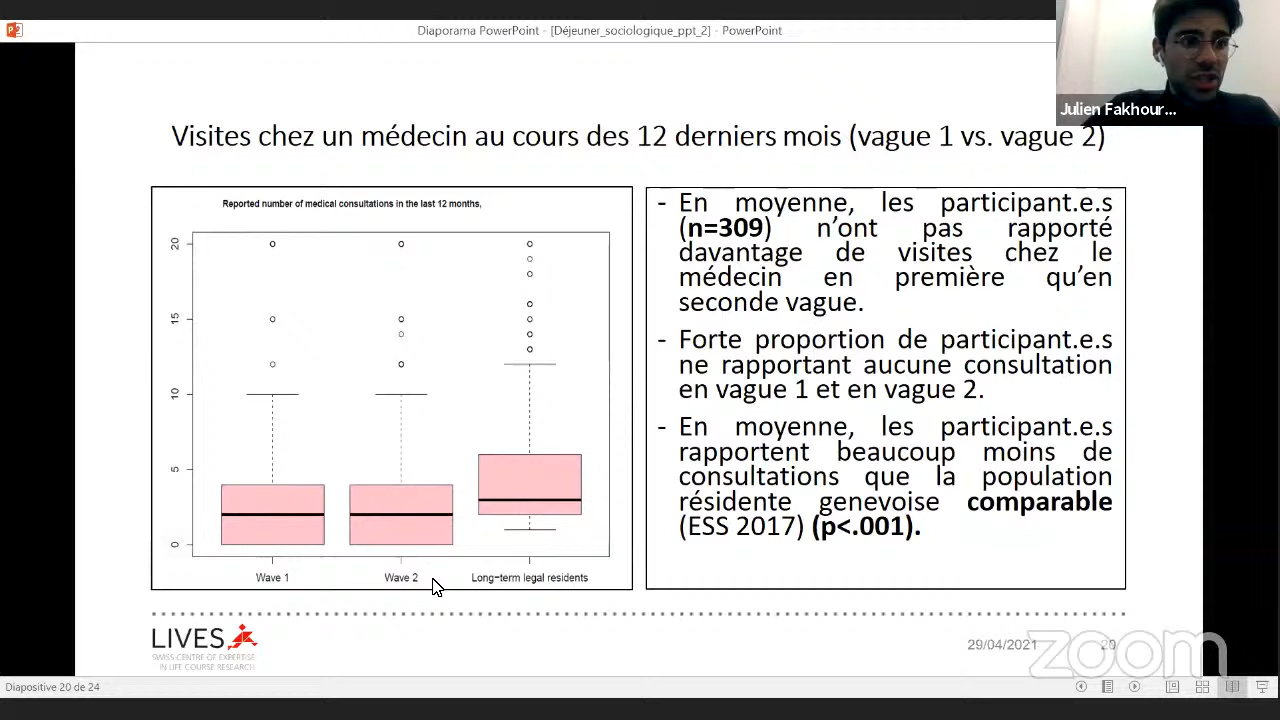 Diaporama PowerPoint - [Déjeuner_sociologique_ppt_2] - PowerPoint
Julien Fakhour...
Visites chez un médecin au cours des 12 derniers mois (vague 1 vs. vague 2)
Reported number of medical consultations in the last 12 months,
20
15
10
5
0
Wave 1
Wave 2
Long-term legal residents
- En moyenne, les participant.e.s
(n=309) n'ont pas rapporté
davantage de visites chez le
médecin en première qu'en
seconde vague.
- Forte proportion de participant.e.s
ne rapportant aucune consultation
en vague 1 et en vague 2.
- En moyenne, les participant.e.s
rapportent beaucoup moins de
consultations que la population
résidente genevoise comparable
(ESS 2017) (p<.001).
LIVES
SWISS CENTRE OF EXPERTISE
IN LIFE COURSE RESEARCH
29/04/2021
20
zoom
Diapositive 20 de 24